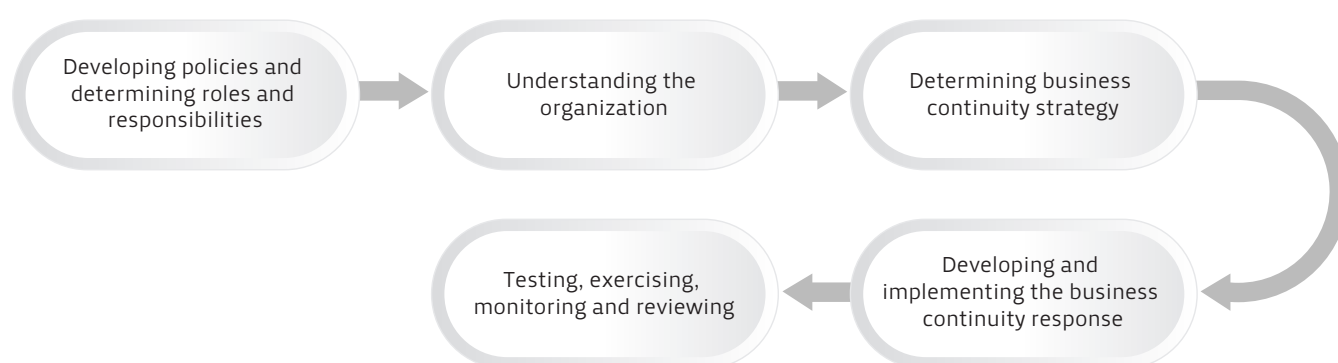 Developing policies and
determining roles and
responsibilities
Understanding the
organization
Determining business
continuity strategy
Developing and
implementing the business
continuity response
Testing, exercising,
monitoring and reviewing